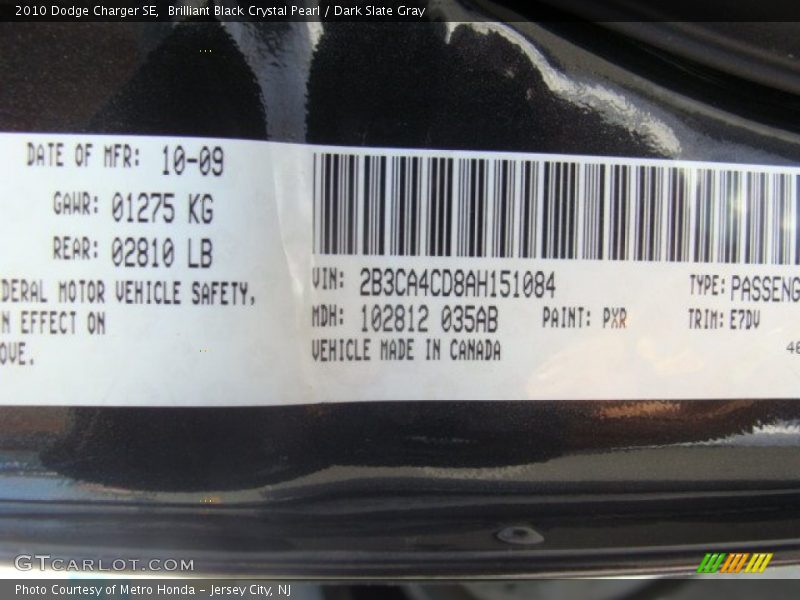 2010 Dodge Charger SE,  Brilliant Black Crystal Pearl / Dark Slate Gray
DATE OF MFR: 10-09
GAWR: 01275 KG
REAR: 02810 LB
DERAL MOTOR VEHICLE SAFETY,
N EFFECT ON
OVE.
VIN: 2B3CA4CD8AH151084
TYPE: PASSENG
MDH: 102812 035AB
PAINT: PXR
TRIM: E7DV
VEHICLE MADE IN CANADA
GTCARLOT.COM
Photo Courtesy of Metro Honda - Jersey City, NJ